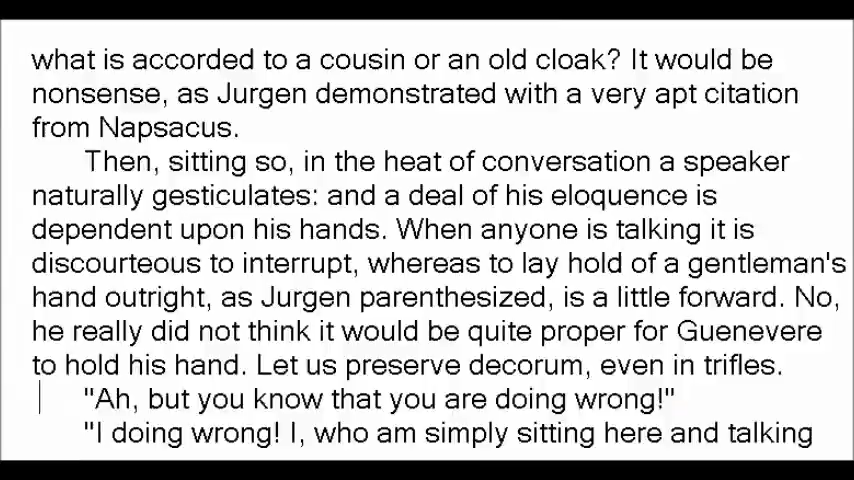 what is accorded to a cousin or an old cloak? It would be
nonsense, as Jurgen demonstrated with a very apt citation
from Napsacus.
Then, sitting so, in the heat of conversation a speaker
naturally gesticulates: and a deal of his eloquence is
dependent upon his hands. When anyone is talking it is
discourteous to interrupt, whereas to lay hold of a gentleman's
hand outright, as Jurgen parenthesized, is a little forward. No,
he really did not think it would be quite proper for Guenevere
to hold his hand. Let us preserve decorum, even in trifles.
"Ah, but you know that you are doing wrong!"
"I doing wrong! I, who am simply sitting here and talking